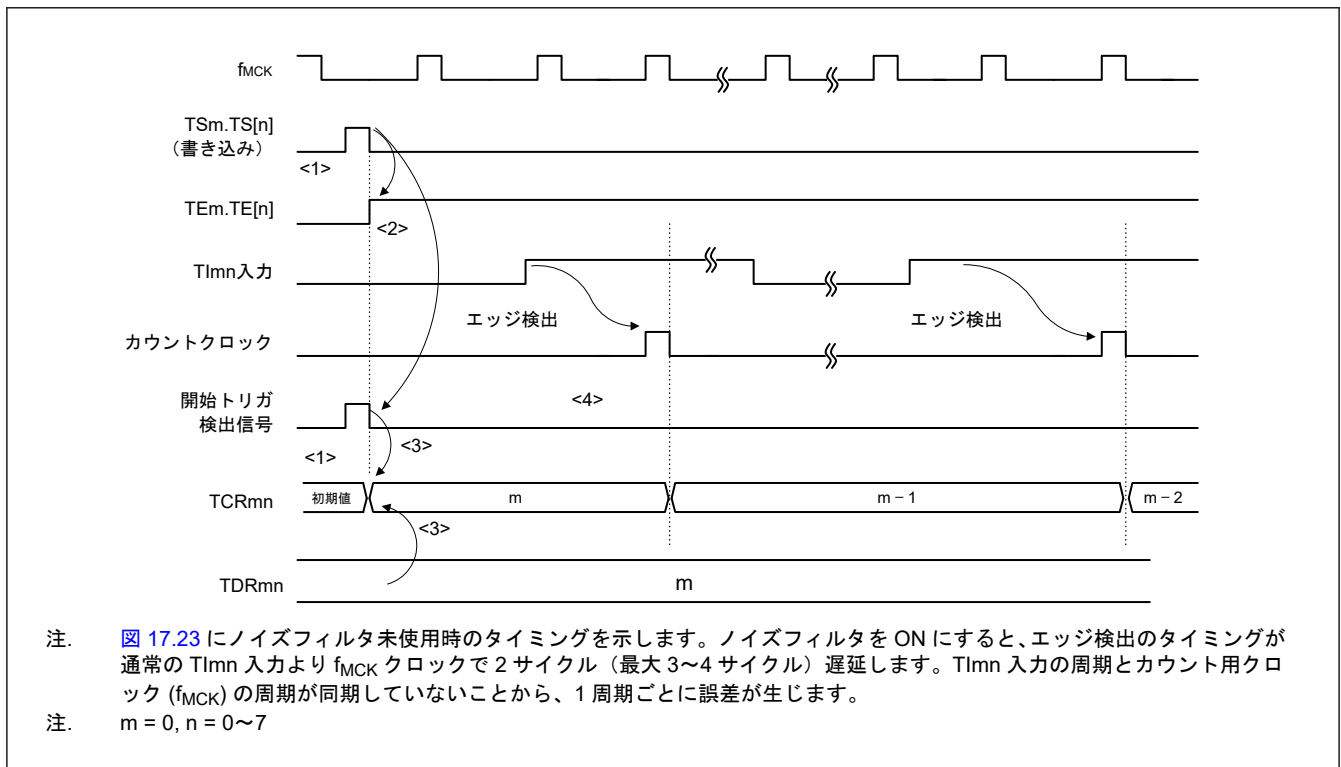 fMCK
TSm.TS[n]
（書き込み）
<1>
TEm.TE[n]
<2>
TImn入力
エッジ検出
エッジ検出
カウントクロック
開始トリガ
検出信号
<4>
<3>
<1>
TCRmn
初期値
m
m－1
m－2
<3>
TDRmn
m
注. 図 17.23 にノイズフィルタ未使用時のタイミングを示します。ノイズフィルタを ON にすると、エッジ検出のタイミングが
通常の TImn 入力より fMCK クロックで 2 サイクル（最大 3～4 サイクル）遅延します。TImn 入力の周期とカウント用クロ
ック (fMCK) の周期が同期していないことから、1 周期ごとに誤差が生じます。
注. m = 0, n = 0～7